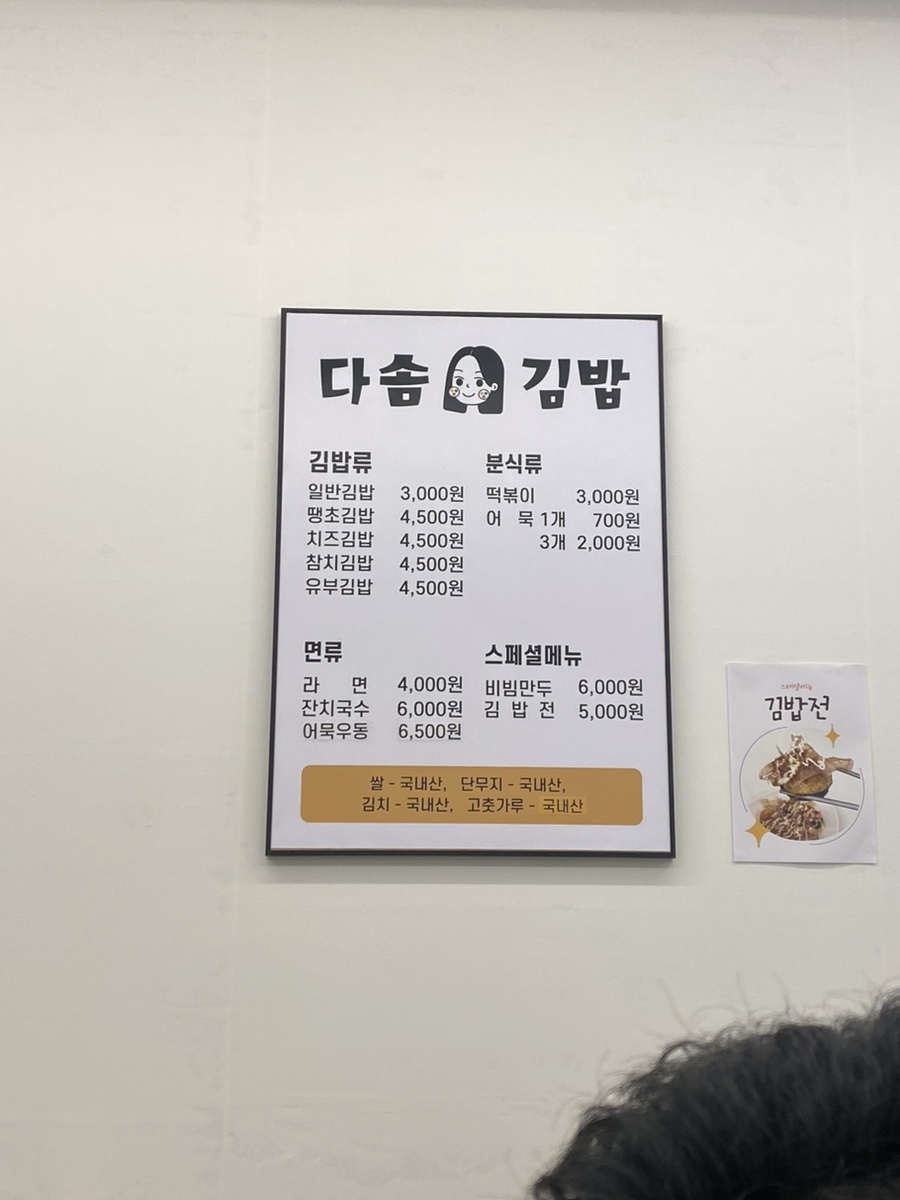 다솜 김밥
김밥류
일반김밥 3,000원
땡초김밥 4,500원
치즈김밥 4,500원
참치김밥 4,500원
유부김밥 4,500원
분식류
떡볶이 3,000원
어 묵 1개 700원
3개 2,000원
면류
라 면 4,000원
잔치국수 6,000원
어묵우동 6,500원
스페셜메뉴
비빔만두 6,000원
김 밥 전 5,000원
쌀 - 국내산, 단무지 - 국내산,
김치 - 국내산, 고춧가루 - 국내산
스페셜메뉴
김밥전